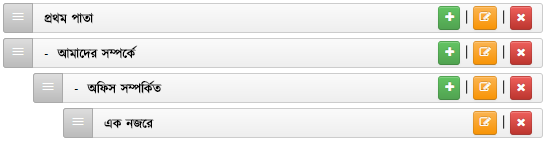 প্রথম পাতা | |
- আমাদের সম্পর্কে | |
- অফিস সম্পর্কিত | |
এক নজরে |